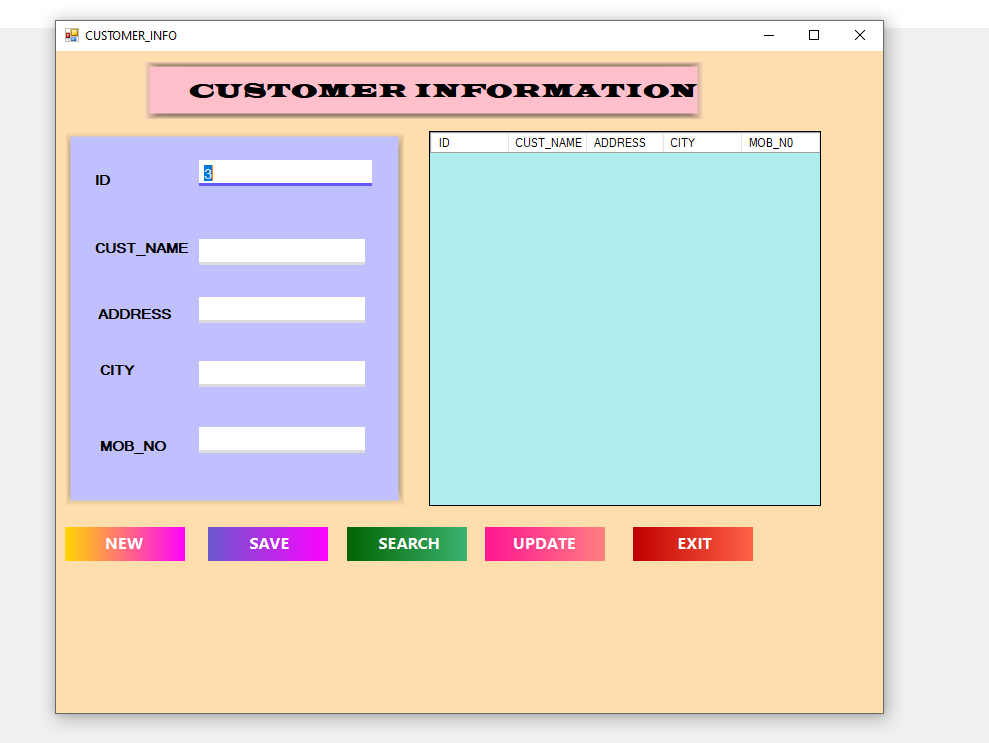 CUSTOMER_INFO
CUSTOMER INFORMATION
ID 3
CUST_NAME
ADDRESS
CITY
MOB_NO
ID CUST_NAME ADDRESS CITY MOB_N0
NEW SAVE SEARCH UPDATE EXIT